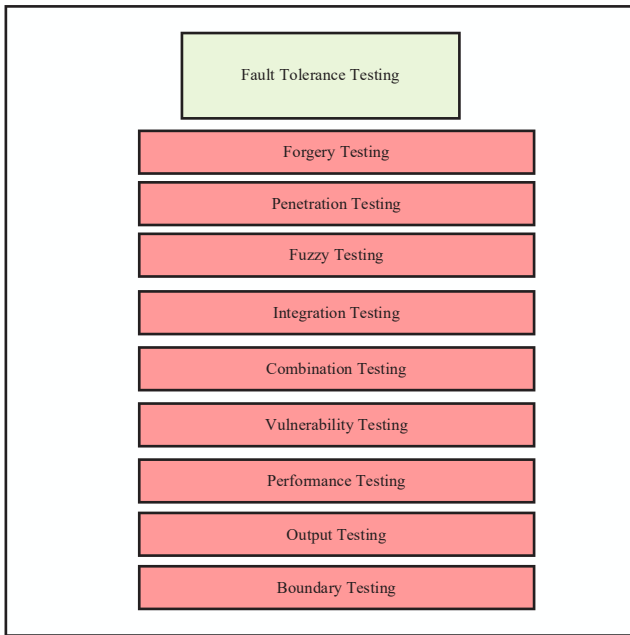 Fault Tolerance Testing
Forgery Testing
Penetration Testing
Fuzzy Testing
Integration Testing
Combination Testing
Vulnerability Testing
Performance Testing
Output Testing
Boundary Testing